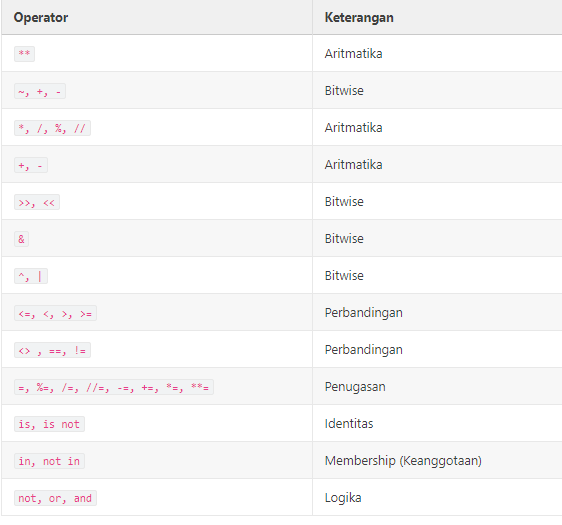 Operator Keterangan
** Aritmatika
~, +, - Bitwise
*, /, %, // Aritmatika
+, - Aritmatika
>>, << Bitwise
& Bitwise
^, | Bitwise
<=, <, >, >= Perbandingan
<> , ==, != Perbandingan
=, %=, /=, //=, -=, +=, *=, **= Penugasan
is, is not Identitas
in, not in Membership (Keanggotaan)
not, or, and Logika